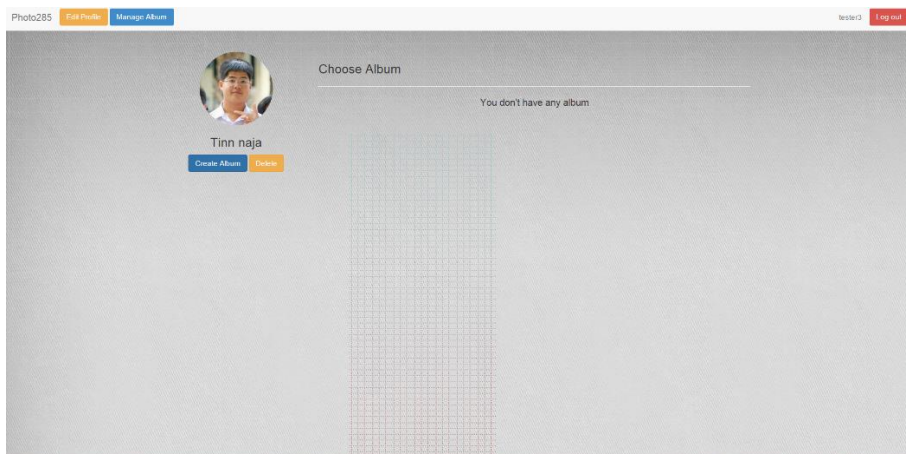 Photo285 Edit Profile Manage Album tester3 Log out
Choose Album
You don't have any album
Tinn naja
Create Album Delete